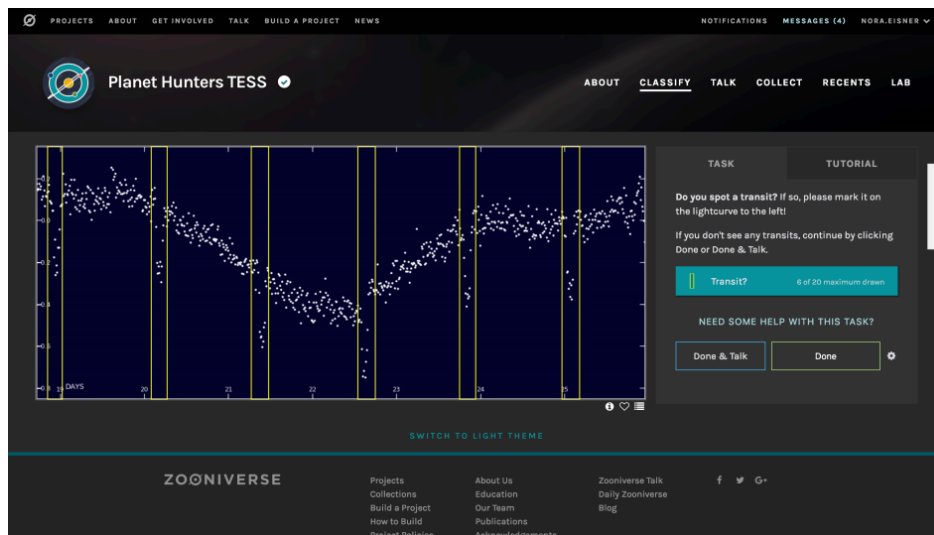 PROJECTS ABOUT GET INVOLVED TALK BUILD A PROJECT NEWS NOTIFICATIONS MESSAGES (4) NORA.EISNER
Planet Hunters TESS ABOUT CLASSIFY TALK COLLECT RECENTS LAB
TASK TUTORIAL
Do you spot a transit? If so, please mark it on
the lightcurve to the left!
If you don't see any transits, continue by clicking
Done or Done & Talk.
Transit? 6 of 20 maximum drawn
NEED SOME HELP WITH THIS TASK?
Done & Talk Done
19 DAYS 20 21 22 23 24 25
SWITCH TO LIGHT THEME
ZOONIVERSE
Projects About Us Zooniverse Talk
Collections Education Daily Zooniverse
Build a Project Our Team Blog
How to Build Publications
Project Policies Acknowledgements